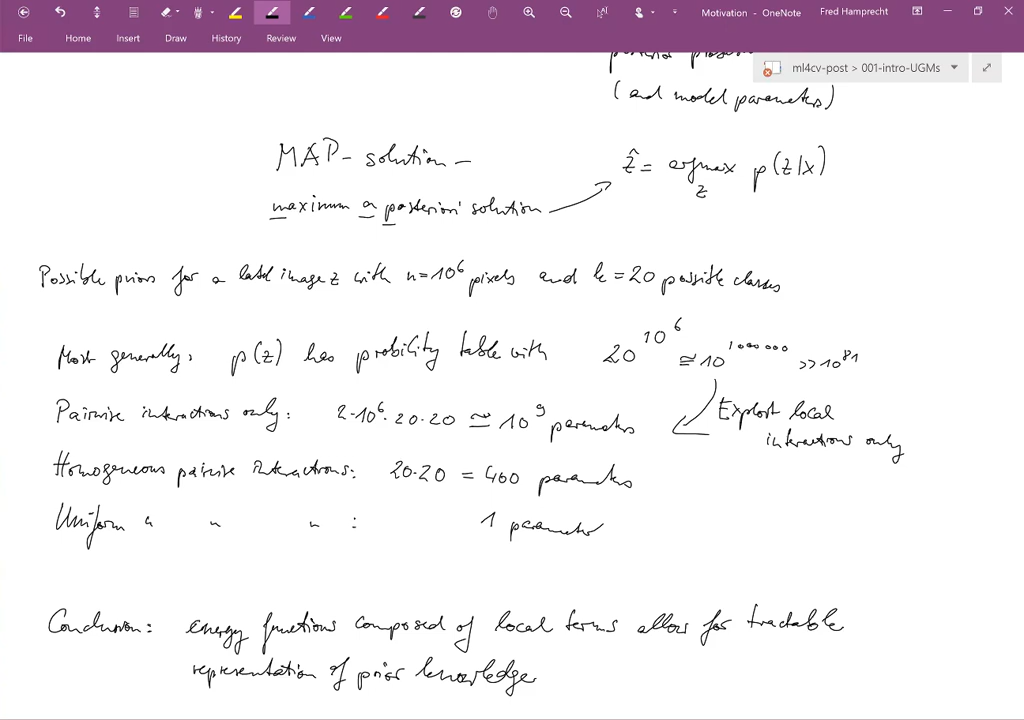 Motivation - OneNote
Fred Hamprecht
File Home Insert Draw History Review View
ml4cv-post > 001-intro-UGMs
(and model parameters)
MAP - solution -
ẑ = argmax p(z|x)
z
maximum a posteriori solution
Possible priors for a label image z with n=10⁶ pixels and k=20 possible classes
Most generally, p(z) has probility table with 20^10^6 ≅ 10^1000000 >> 10^81
Pairwise interactions only: 2·10⁶·20·20 ≃ 10⁹ parameters
Exploit local
interactions only
Homogeneous pairwise interactions: 20·20 = 400 parameters
Uniform " " " : 1 parameter
Conclusion: energy functions composed of local terms allow for tractable
representation of prior knowledge